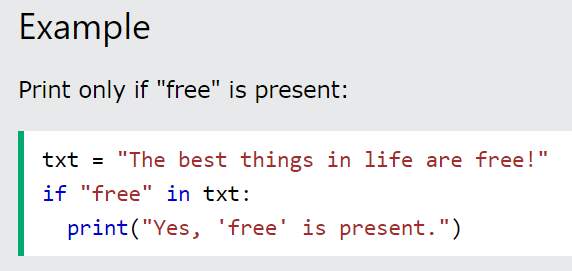 Example
Print only if "free" is present:
txt = "The best things in life are free!"
if "free" in txt:
  print("Yes, 'free' is present.")